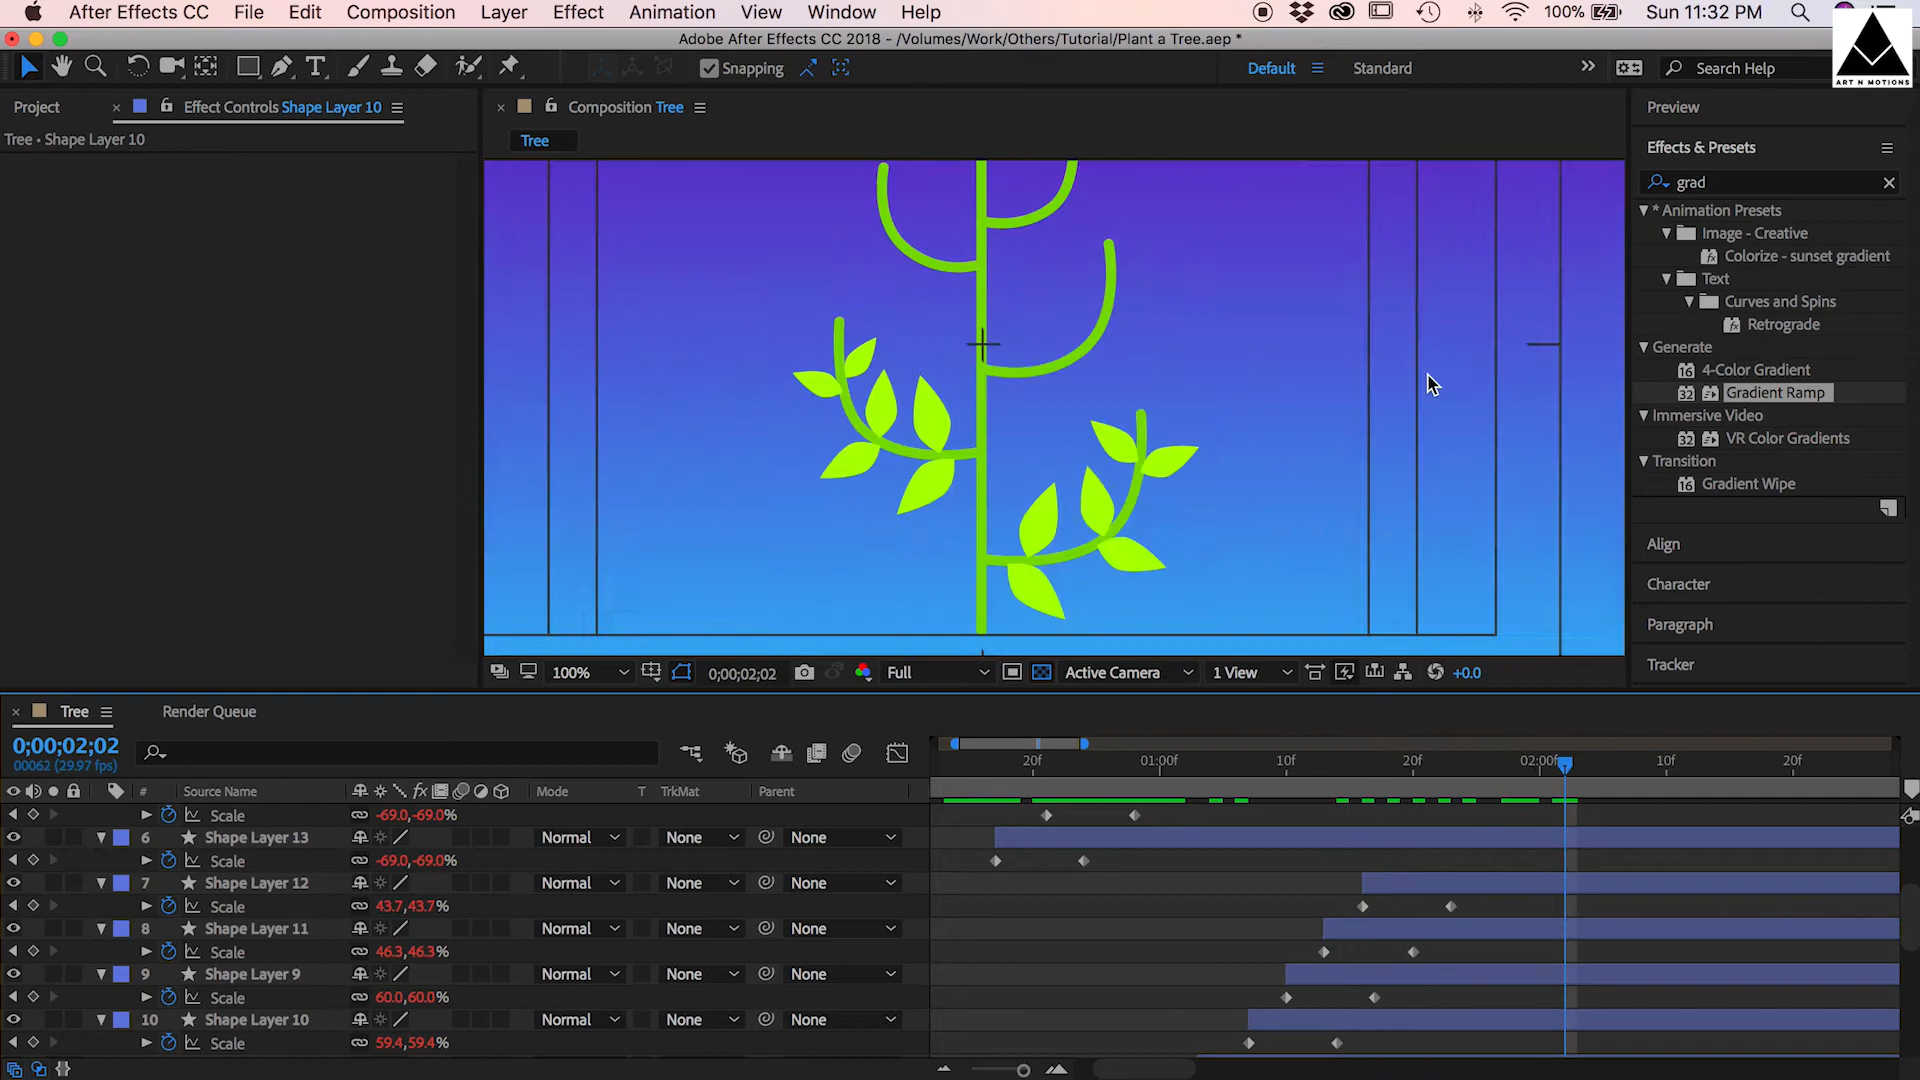 After Effects CC File Edit Composition Layer Effect Animation View Window Help 100% Sun 11:32 PM
Adobe After Effects CC 2018 - /Volumes/Work/Others/Tutorial/Plant a Tree.aep *
Snapping Default Standard Search Help
ART N MOTIONS
Project Effect Controls Shape Layer 10 Composition Tree Preview
Tree • Shape Layer 10
Tree
Effects & Presets
grad
* Animation Presets
Image - Creative
Colorize - sunset gradient
Text
Curves and Spins
Retrograde
Generate
16 4-Color Gradient
32 Gradient Ramp
Immersive Video
32 VR Color Gradients
Transition
16 Gradient Wipe
Align
Character
Paragraph
Tracker
100% 0;00;02;02 Full Active Camera 1 View +0.0
Tree Render Queue
0;00;02;02
00062 (29.97 fps)
20f 01:00f 10f 20f 02:00f 10f 20f
# Source Name fx Mode T TrkMat Parent
Scale -69.0,-69.0%
6 Shape Layer 13 Normal None None
Scale -69.0,-69.0%
7 Shape Layer 12 Normal None None
Scale 43.7,43.7%
8 Shape Layer 11 Normal None None
Scale 46.3,46.3%
9 Shape Layer 9 Normal None None
Scale 60.0,60.0%
10 Shape Layer 10 Normal None None
Scale 59.4,59.4%